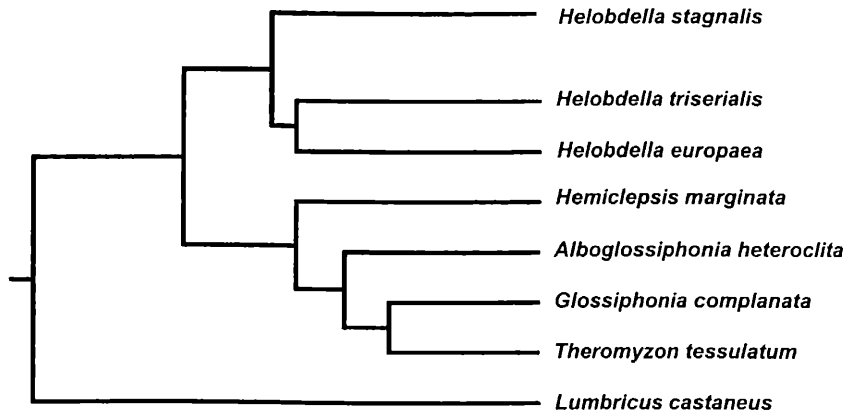 Helobdella stagnalis
Helobdella triserialis
Helobdella europaea
Hemiclepsis marginata
Alboglossiphonia heteroclita
Glossiphonia complanata
Theromyzon tessulatum
Lumbricus castaneus